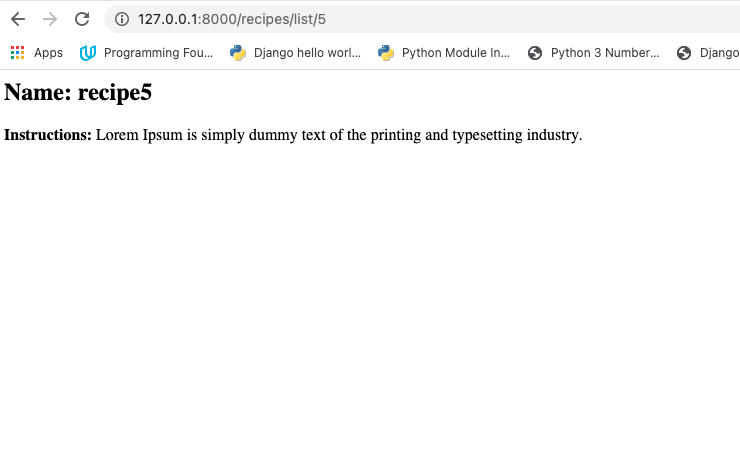 127.0.0.1:8000/recipes/list/5
Apps Programming Fou... Django hello worl... Python Module In... Python 3 Number... Django
Name: recipe5
Instructions: Lorem Ipsum is simply dummy text of the printing and typesetting industry.